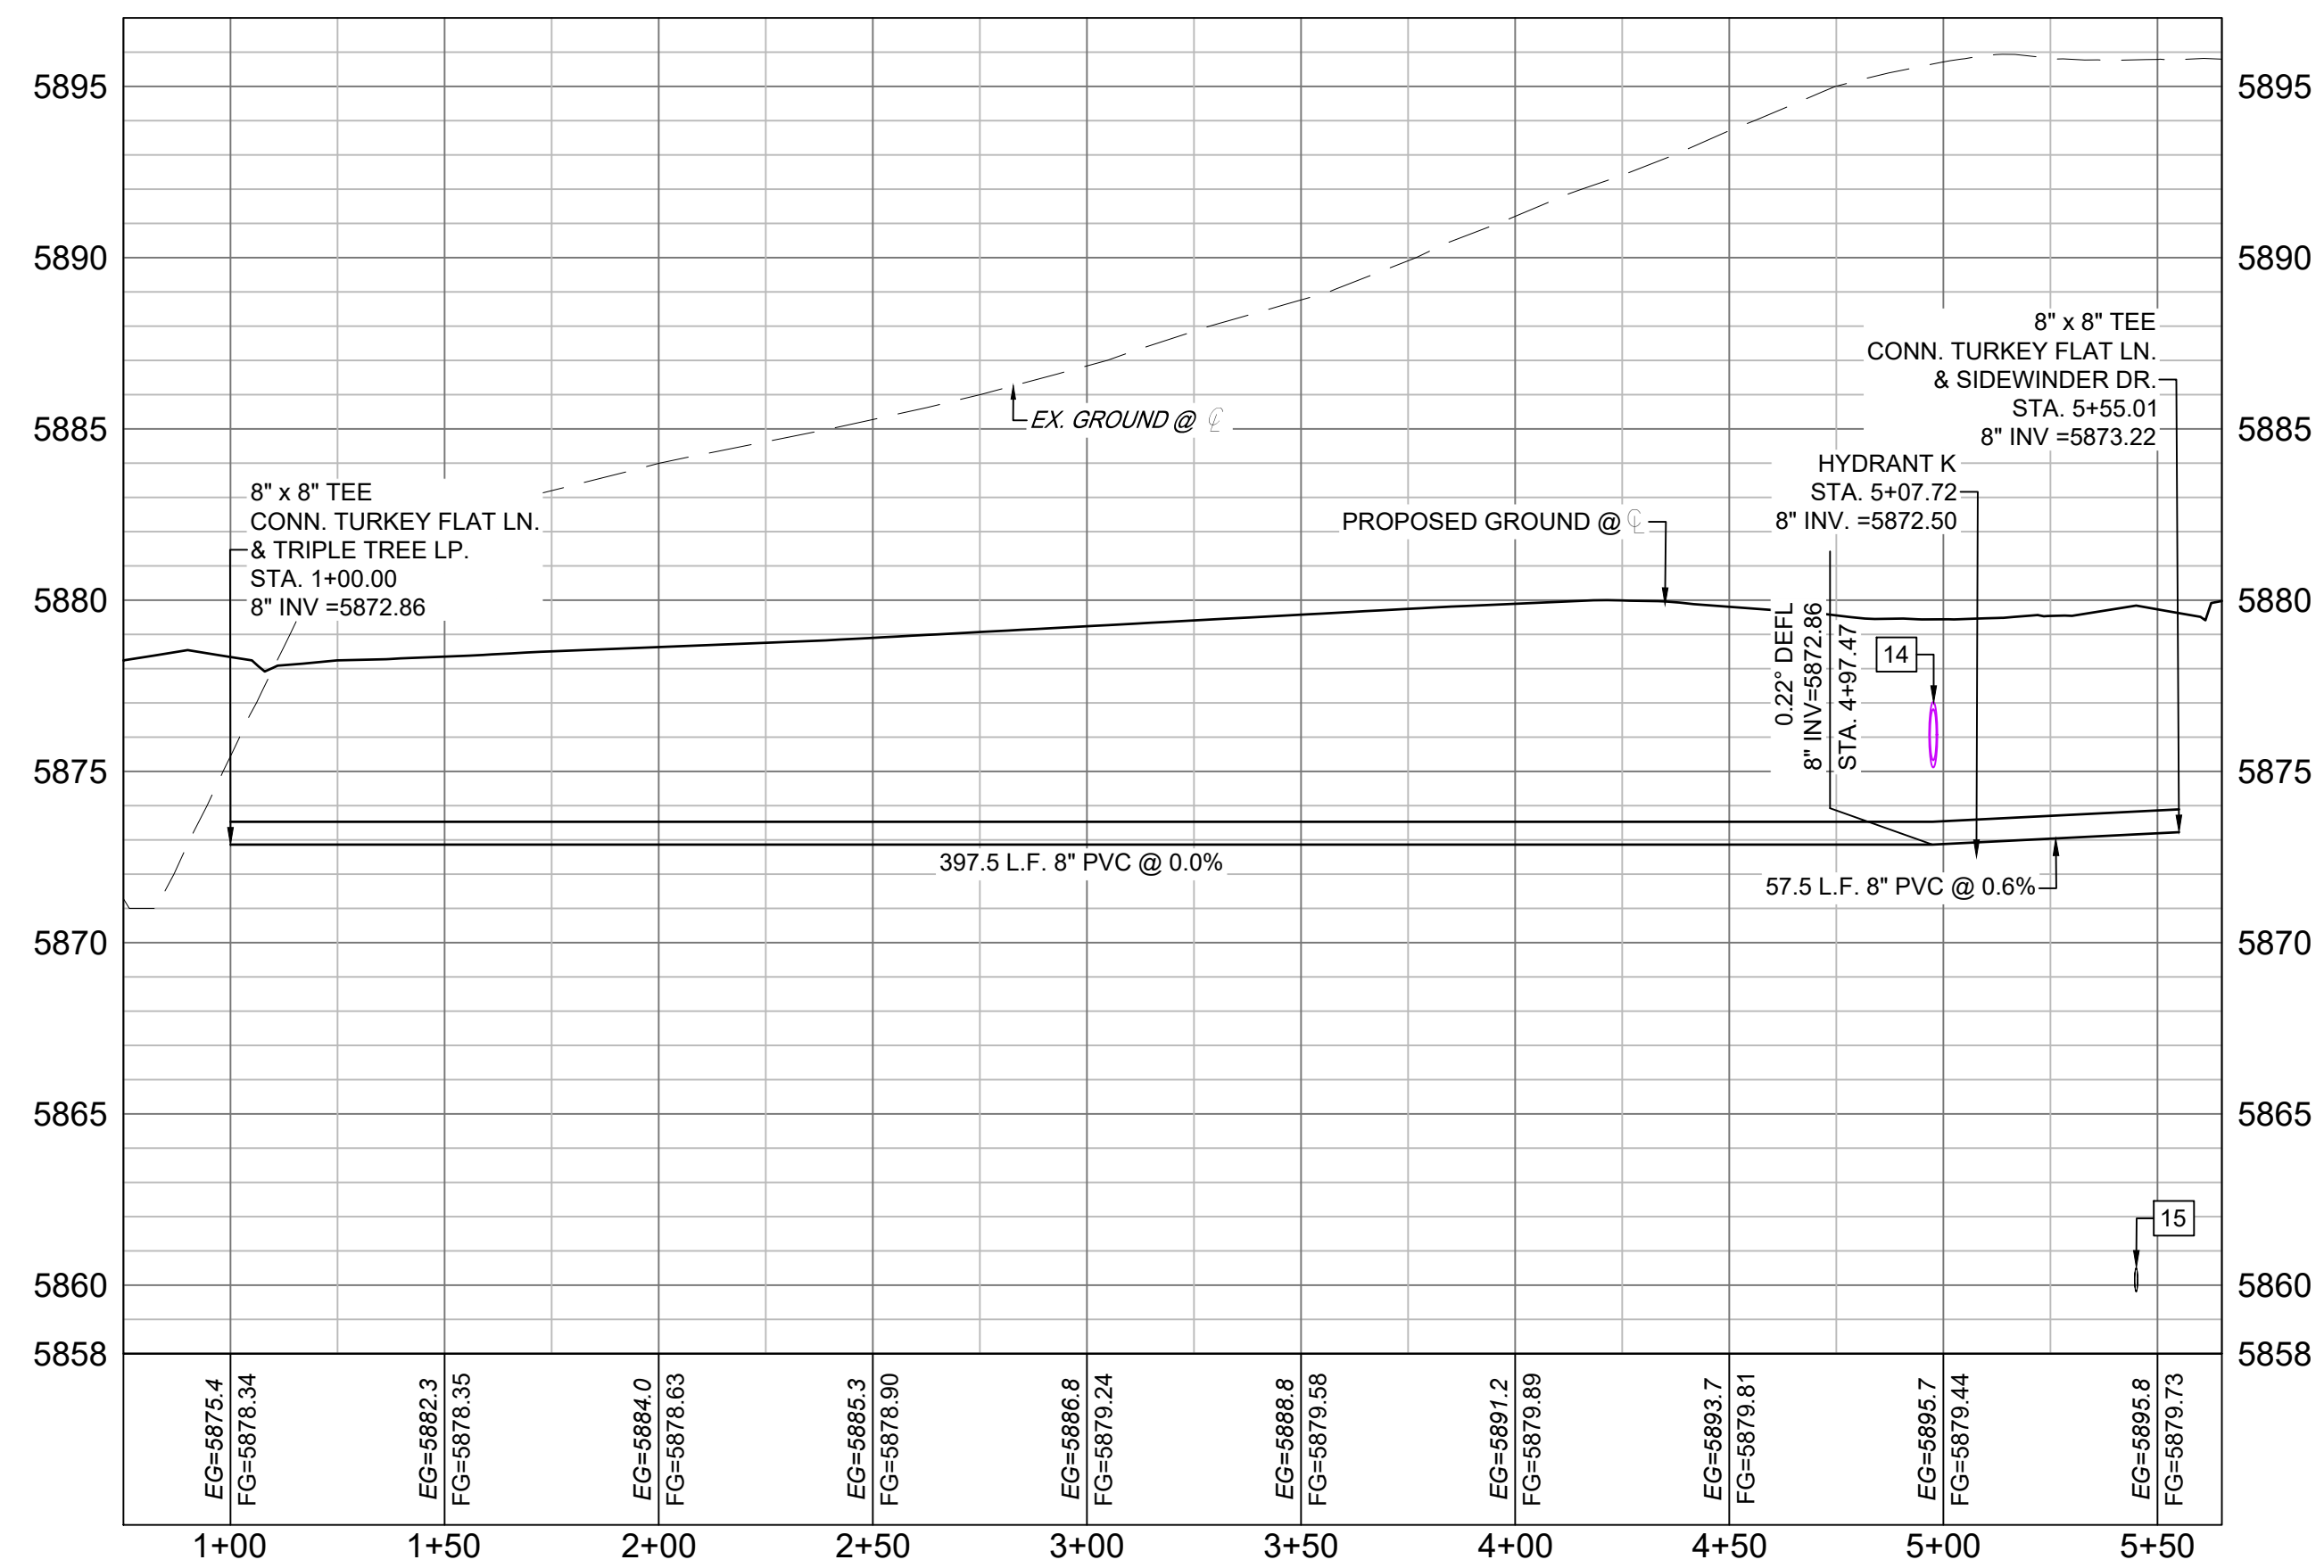 5895
5895
5890
5890
8" x 8" TEE
CONN. TURKEY FLAT LN.
& SIDEWINDER DR.
STA. 5+55.01
8" INV =5873.22
EX. GROUND @ ℄
5885
5885
HYDRANT K
STA. 5+07.72
8" INV. =5872.50
8" x 8" TEE
CONN. TURKEY FLAT LN.
& TRIPLE TREE LP.
STA. 1+00.00
8" INV =5872.86
PROPOSED GROUND @ ℄
5880
5880
0.22° DEFL
8" INV=5872.86
STA. 4+97.47
14
5875
5875
397.5 L.F. 8" PVC @ 0.0%
57.5 L.F. 8" PVC @ 0.6%
5870
5870
5865
5865
15
5860
5860
5858
5858
EG=5875.4
FG=5878.34
EG=5882.3
FG=5878.35
EG=5884.0
FG=5878.63
EG=5885.3
FG=5878.90
EG=5886.8
FG=5879.24
EG=5888.8
FG=5879.58
EG=5891.2
FG=5879.89
EG=5893.7
FG=5879.81
EG=5895.7
FG=5879.44
EG=5895.8
FG=5879.73
1+00 1+50 2+00 2+50 3+00 3+50 4+00 4+50 5+00 5+50